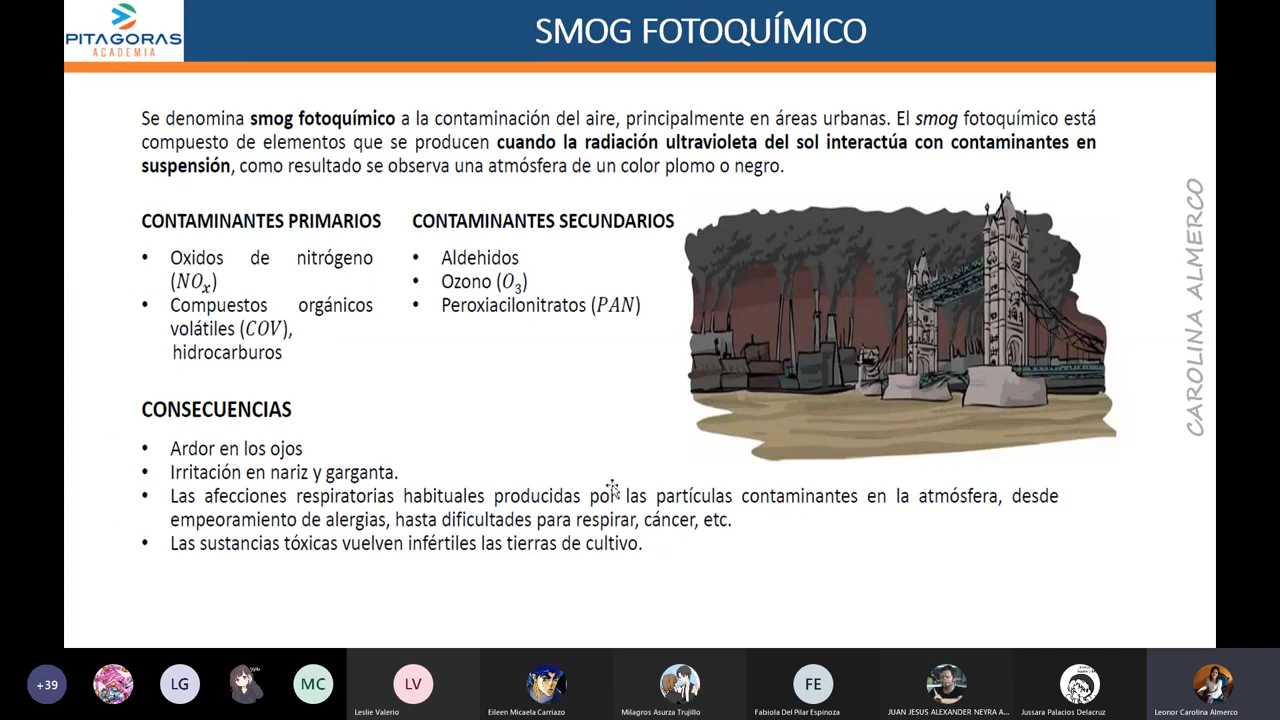 PITAGORAS
ACADEMIA
SMOG FOTOQUÍMICO
Se denomina smog fotoquímico a la contaminación del aire, principalmente en áreas urbanas. El smog fotoquímico está
compuesto de elementos que se producen cuando la radiación ultravioleta del sol interactúa con contaminantes en
suspensión, como resultado se observa una atmósfera de un color plomo o negro.
CONTAMINANTES PRIMARIOS
• Oxidos de nitrógeno
(NOₓ)
• Compuestos orgánicos
volátiles (COV),
hidrocarburos
CONTAMINANTES SECUNDARIOS
• Aldehidos
• Ozono (O₃)
• Peroxiacilonitratos (PAN)
CONSECUENCIAS
• Ardor en los ojos
• Irritación en nariz y garganta.
• Las afecciones respiratorias habituales producidas por las partículas contaminantes en la atmósfera, desde
empeoramiento de alergias, hasta dificultades para respirar, cáncer, etc.
• Las sustancias tóxicas vuelven infértiles las tierras de cultivo.
CAROLINA ALMERCO
+39
LG
MC
LV
FE
Leslie Valerio
Eileen Micaela Carriazo
Milagros Asurza Trujillo
Fabiola Del Pilar Espinoza
JUAN JESUS ALEXANDER NEYRA A...
Jussara Palacios Delacruz
Leonor Carolina Almerco